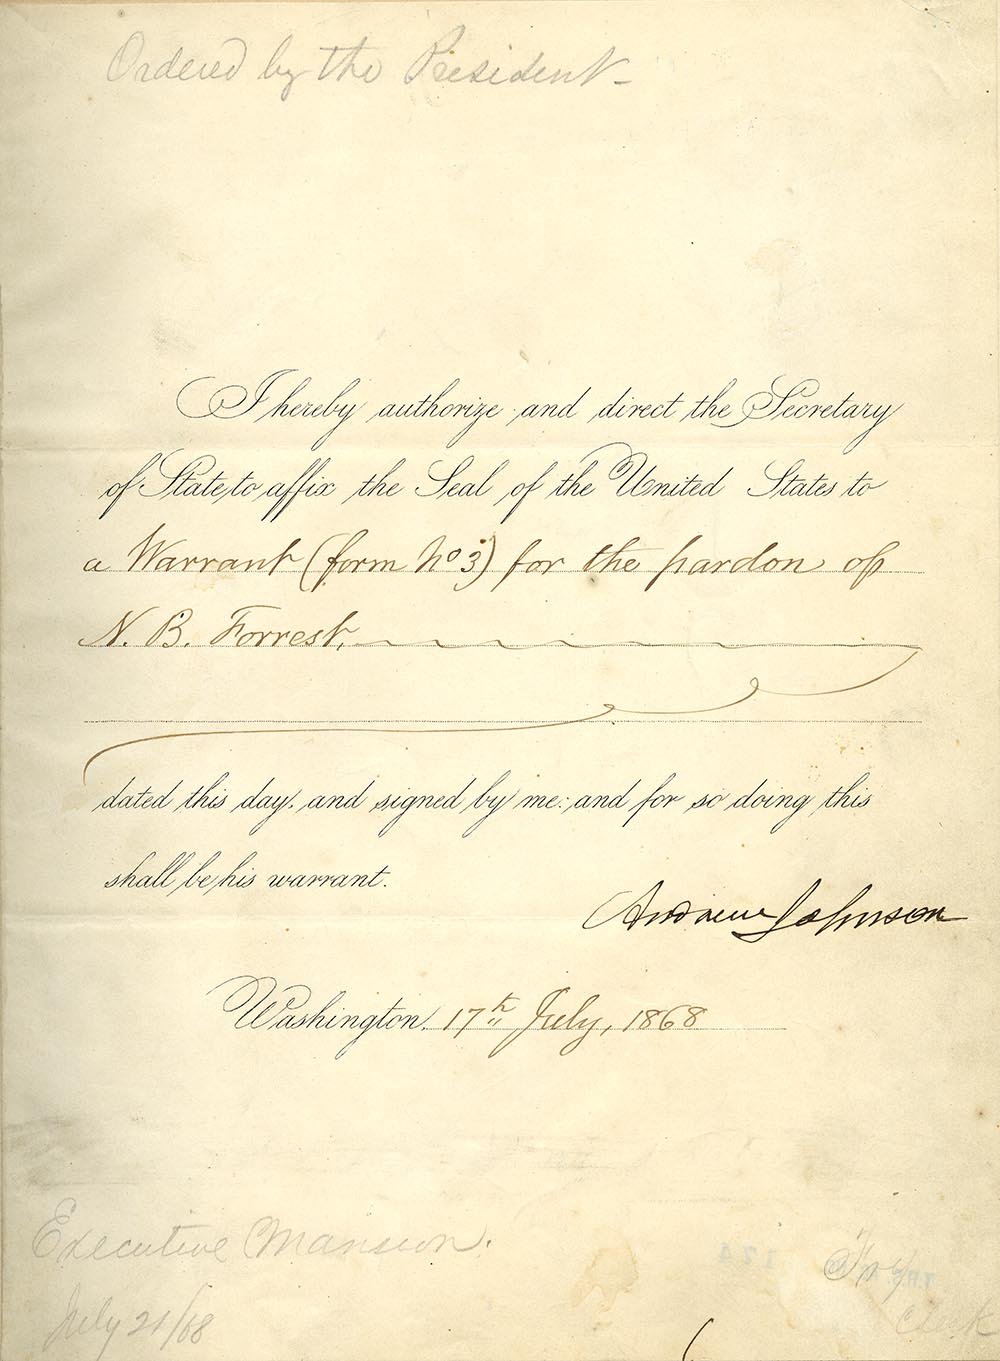 Ordered by the President -
I hereby authorize and direct the Secretary
of State, to affix the Seal of the United States to
a Warrant (form No 3) for the pardon of
N. B. Forrest,
dated this day, and signed by me: and for so doing this
shall be his warrant.
Andrew Johnson
Washington, 17th July, 1868
Executive Mansion.
July 21/68
Clerk